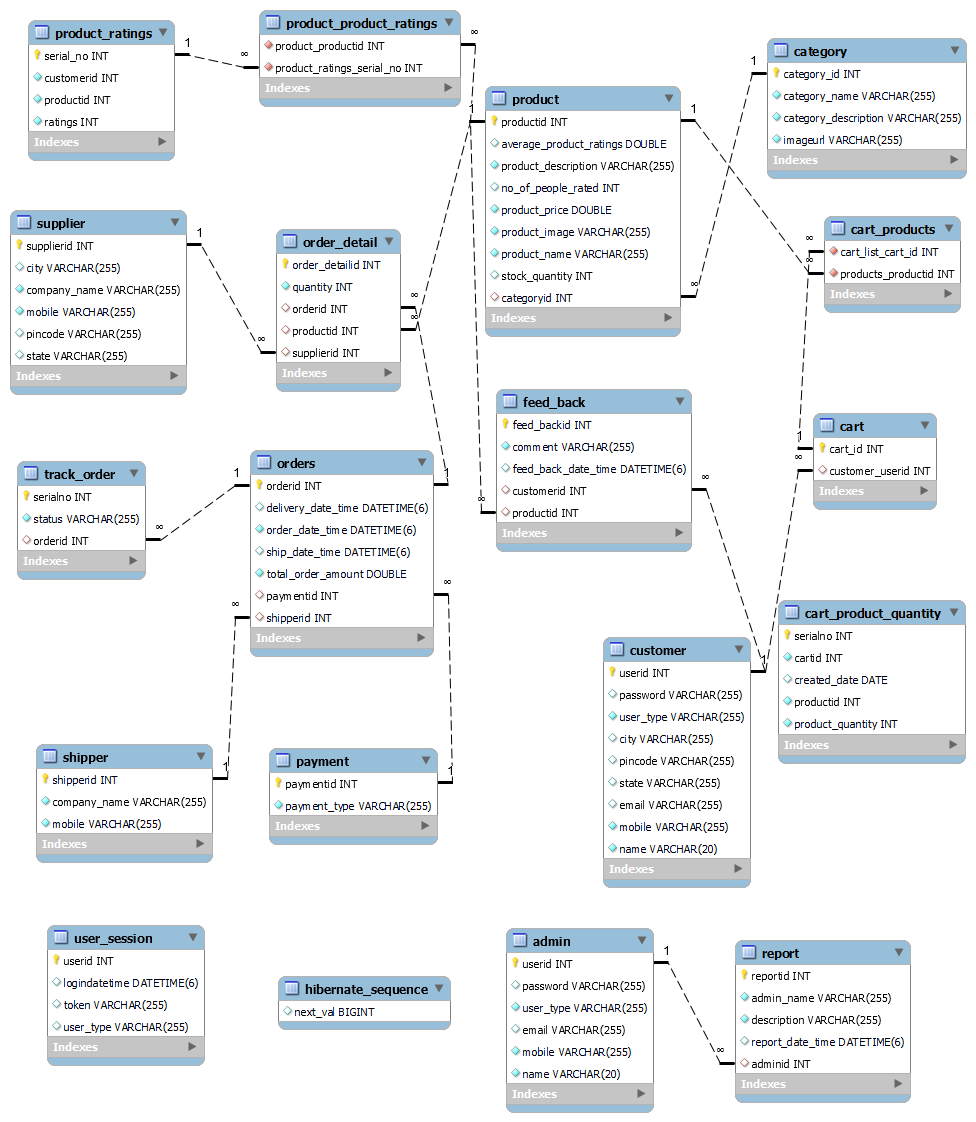 product_ratings
serial_no INT
customerid INT
productid INT
ratings INT
Indexes
1
∞
product_product_ratings
product_productid INT
product_ratings_serial_no INT
Indexes
∞
1
product
productid INT
average_product_ratings DOUBLE
product_description VARCHAR(255)
no_of_people_rated INT
product_price DOUBLE
product_image VARCHAR(255)
product_name VARCHAR(255)
stock_quantity INT
categoryid INT
Indexes
1
∞
category
category_id INT
category_name VARCHAR(255)
category_description VARCHAR(255)
imageurl VARCHAR(255)
Indexes
1
supplier
supplierid INT
city VARCHAR(255)
company_name VARCHAR(255)
mobile VARCHAR(255)
pincode VARCHAR(255)
state VARCHAR(255)
Indexes
1
∞
order_detail
order_detailid INT
quantity INT
orderid INT
productid INT
supplierid INT
Indexes
∞
∞
cart_products
cart_list_cart_id INT
products_productid INT
Indexes
∞
∞
feed_back
feed_backid INT
comment VARCHAR(255)
feed_back_date_time DATETIME(6)
customerid INT
productid INT
Indexes
∞
∞
cart
cart_id INT
customer_userid INT
Indexes
1
∞
track_order
serialno INT
status VARCHAR(255)
orderid INT
Indexes
∞
1
orders
orderid INT
delivery_date_time DATETIME(6)
order_date_time DATETIME(6)
ship_date_time DATETIME(6)
total_order_amount DOUBLE
paymentid INT
shipperid INT
Indexes
1
∞
∞
cart_product_quantity
serialno INT
cartid INT
created_date DATE
productid INT
product_quantity INT
Indexes
customer
userid INT
password VARCHAR(255)
user_type VARCHAR(255)
city VARCHAR(255)
pincode VARCHAR(255)
state VARCHAR(255)
email VARCHAR(255)
mobile VARCHAR(255)
name VARCHAR(20)
Indexes
1
shipper
shipperid INT
company_name VARCHAR(255)
mobile VARCHAR(255)
Indexes
1
payment
paymentid INT
payment_type VARCHAR(255)
Indexes
1
user_session
userid INT
logindatetime DATETIME(6)
token VARCHAR(255)
user_type VARCHAR(255)
Indexes
hibernate_sequence
next_val BIGINT
admin
userid INT
password VARCHAR(255)
user_type VARCHAR(255)
email VARCHAR(255)
mobile VARCHAR(255)
name VARCHAR(20)
Indexes
1
∞
report
reportid INT
admin_name VARCHAR(255)
description VARCHAR(255)
report_date_time DATETIME(6)
adminid INT
Indexes